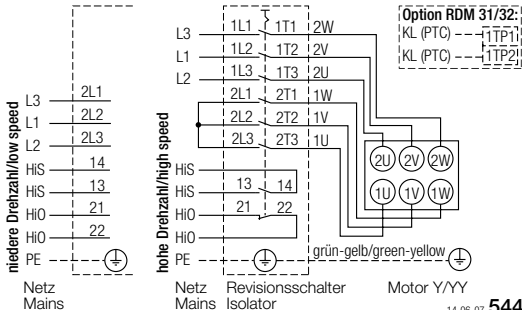 Option RDM 31/32:
KL (PTC) 1TP1
KL (PTC) 1TP2
niedere Drehzahl/low speed
L3 2L1
L1 2L2
L2 2L3
HiS 14
HiS 13
HiO 21
HiO 22
PE
Netz
Mains
hohe Drehzahl/high speed
L3 1L1 1T1 2W
L1 1L2 1T2 2V
L2 1L3 1T3 2U
2L1 2T1 1W
2L2 2T2 1V
2L3 2T3 1U
HiS
HiS 13 14
HiO 21 22
HiO
PE grün-gelb/green-yellow
2U 2V 2W
1U 1V 1W
Netz
Mains
Revisionsschalter
Isolator
Motor Y/YY
14.06.07 544